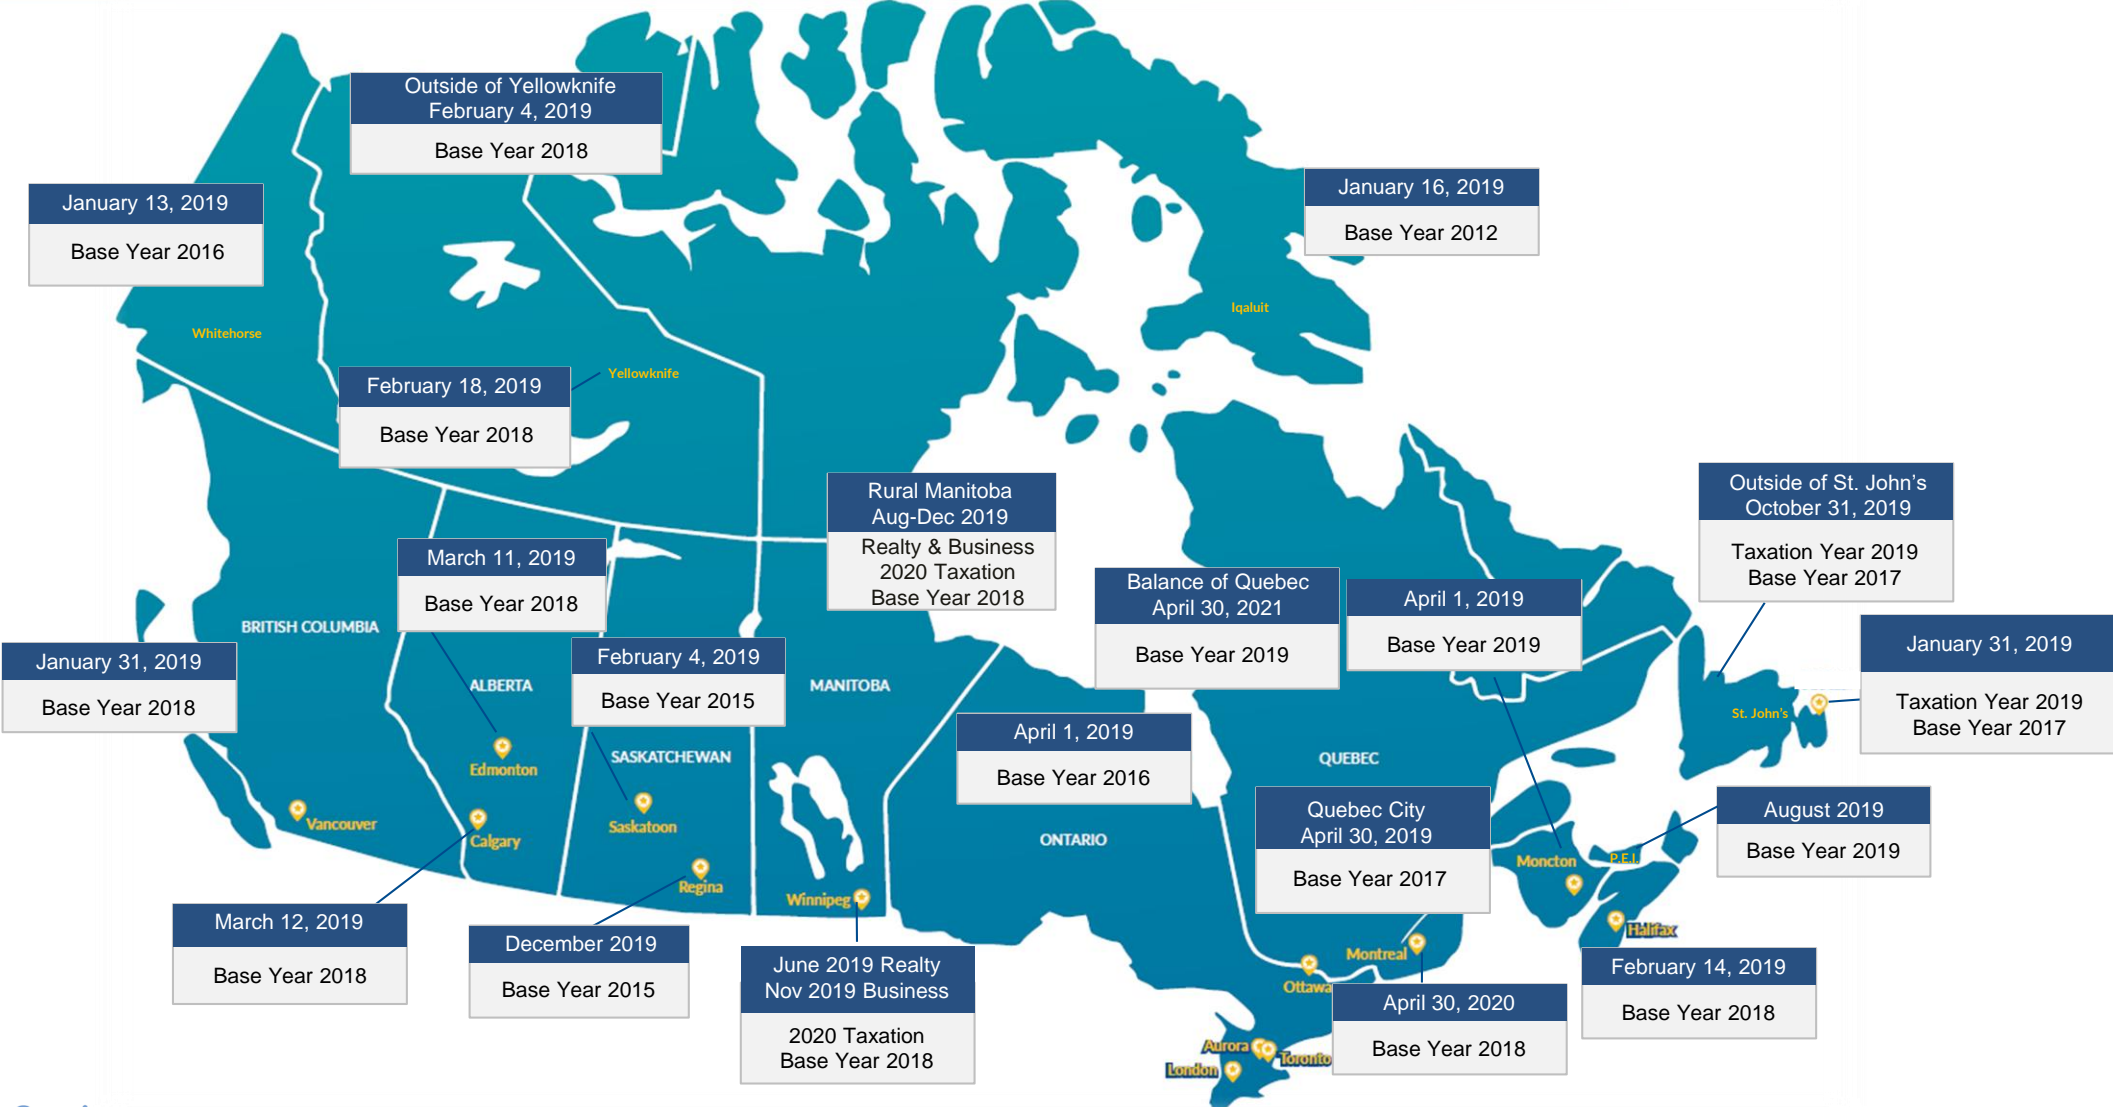 Outside of Yellowknife
February 4, 2019
Base Year 2018
January 13, 2019
Base Year 2016
January 16, 2019
Base Year 2012
Iqaluit
Whitehorse
Yellowknife
February 18, 2019
Base Year 2018
Rural Manitoba
Aug-Dec 2019
Realty & Business
2020 Taxation
Base Year 2018
Outside of St. John’s
October 31, 2019
Taxation Year 2019
Base Year 2017
March 11, 2019
Base Year 2018
Balance of Quebec
April 30, 2021
Base Year 2019
April 1, 2019
Base Year 2019
BRITISH COLUMBIA
January 31, 2019
Base Year 2018
February 4, 2019
Base Year 2015
January 31, 2019
Taxation Year 2019
Base Year 2017
ALBERTA
MANITOBA
St. John's
April 1, 2019
Base Year 2016
SASKATCHEWAN
QUEBEC
Edmonton
Vancouver
Calgary
Saskatoon
ONTARIO
Quebec City
April 30, 2019
Base Year 2017
August 2019
Base Year 2019
Moncton
P.E.I.
Regina
Winnipeg
March 12, 2019
Base Year 2018
December 2019
Base Year 2015
June 2019 Realty
Nov 2019 Business
2020 Taxation
Base Year 2018
Halifax
Montreal
February 14, 2019
Base Year 2018
Ottawa
April 30, 2020
Base Year 2018
Aurora
Toronto
London